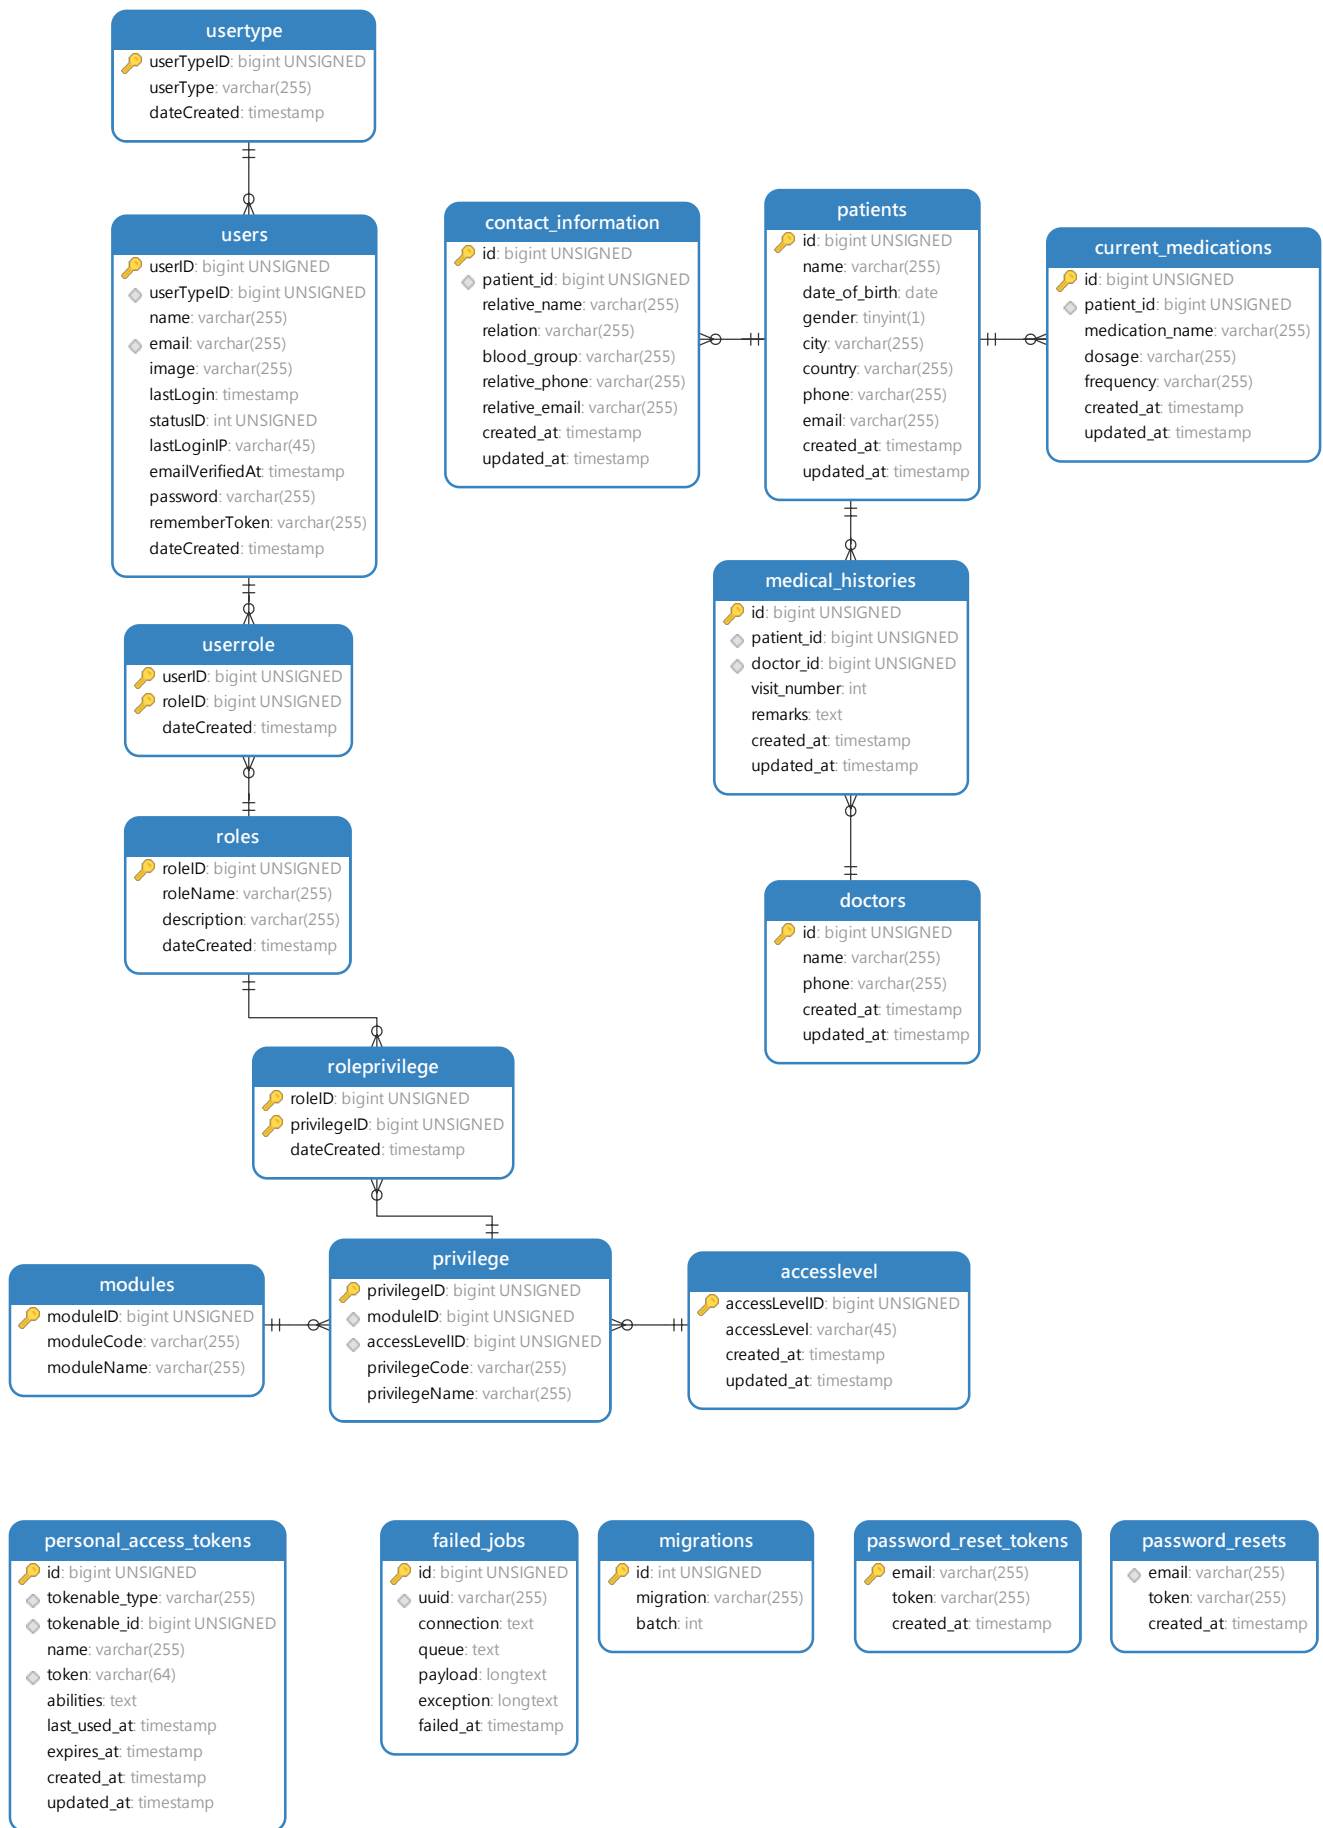 usertype
userTypeID: bigint UNSIGNED
userType: varchar(255)
dateCreated: timestamp
users
userID: bigint UNSIGNED
userTypeID: bigint UNSIGNED
name: varchar(255)
email: varchar(255)
image: varchar(255)
lastLogin: timestamp
statusID: int UNSIGNED
lastLoginIP: varchar(45)
emailVerifiedAt: timestamp
password: varchar(255)
rememberToken: varchar(255)
dateCreated: timestamp
contact_information
id: bigint UNSIGNED
patient_id: bigint UNSIGNED
relative_name: varchar(255)
relation: varchar(255)
blood_group: varchar(255)
relative_phone: varchar(255)
relative_email: varchar(255)
created_at: timestamp
updated_at: timestamp
patients
id: bigint UNSIGNED
name: varchar(255)
date_of_birth: date
gender: tinyint(1)
city: varchar(255)
country: varchar(255)
phone: varchar(255)
email: varchar(255)
created_at: timestamp
updated_at: timestamp
current_medications
id: bigint UNSIGNED
patient_id: bigint UNSIGNED
medication_name: varchar(255)
dosage: varchar(255)
frequency: varchar(255)
created_at: timestamp
updated_at: timestamp
medical_histories
id: bigint UNSIGNED
patient_id: bigint UNSIGNED
doctor_id: bigint UNSIGNED
visit_number: int
remarks: text
created_at: timestamp
updated_at: timestamp
userrole
userID: bigint UNSIGNED
roleID: bigint UNSIGNED
dateCreated: timestamp
roles
roleID: bigint UNSIGNED
roleName: varchar(255)
description: varchar(255)
dateCreated: timestamp
doctors
id: bigint UNSIGNED
name: varchar(255)
phone: varchar(255)
created_at: timestamp
updated_at: timestamp
roleprivilege
roleID: bigint UNSIGNED
privilegeID: bigint UNSIGNED
dateCreated: timestamp
modules
moduleID: bigint UNSIGNED
moduleCode: varchar(255)
moduleName: varchar(255)
privilege
privilegeID: bigint UNSIGNED
moduleID: bigint UNSIGNED
accessLevelID: bigint UNSIGNED
privilegeCode: varchar(255)
privilegeName: varchar(255)
accesslevel
accessLevelID: bigint UNSIGNED
accessLevel: varchar(45)
created_at: timestamp
updated_at: timestamp
personal_access_tokens
id: bigint UNSIGNED
tokenable_type: varchar(255)
tokenable_id: bigint UNSIGNED
name: varchar(255)
token: varchar(64)
abilities: text
last_used_at: timestamp
expires_at: timestamp
created_at: timestamp
updated_at: timestamp
failed_jobs
id: bigint UNSIGNED
uuid: varchar(255)
connection: text
queue: text
payload: longtext
exception: longtext
failed_at: timestamp
migrations
id: int UNSIGNED
migration: varchar(255)
batch: int
password_reset_tokens
email: varchar(255)
token: varchar(255)
created_at: timestamp
password_resets
email: varchar(255)
token: varchar(255)
created_at: timestamp